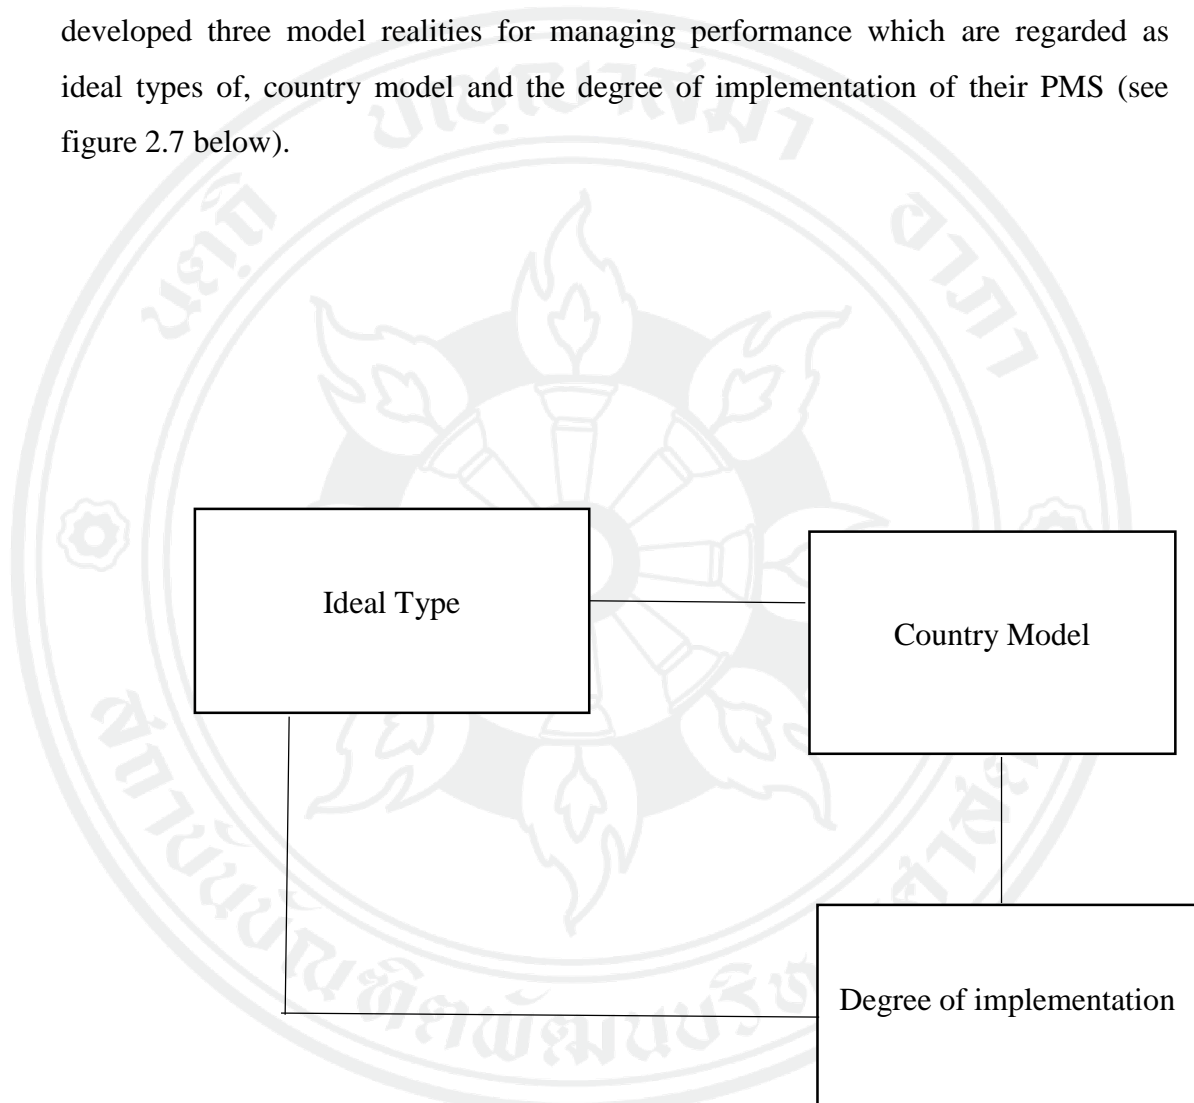 developed three model realities for managing performance which are regarded as
ideal types of, country model and the degree of implementation of their PMS (see
figure 2.7 below).
Ideal Type
Country Model
Degree of implementation